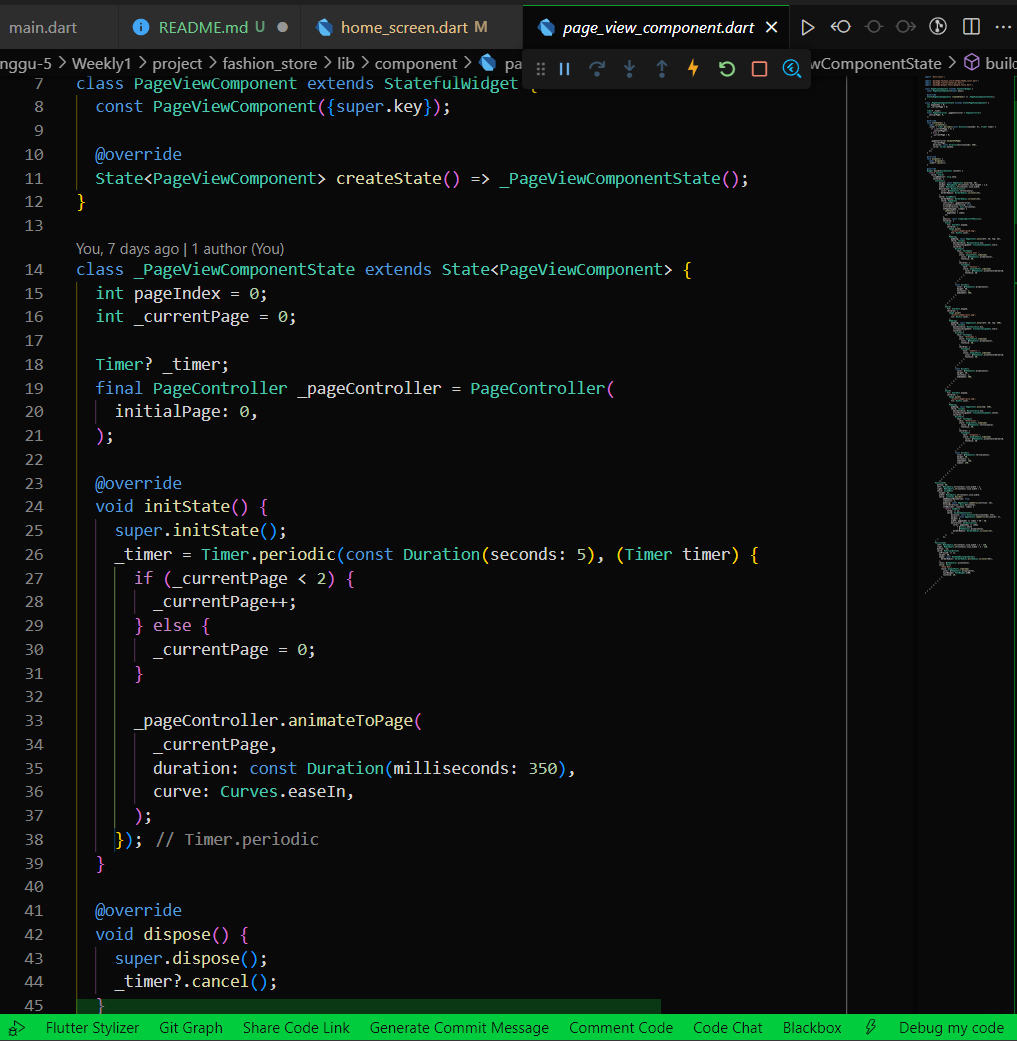 main.dart
README.md U
home_screen.dart M
page_view_component.dart
nggu-5 > Weekly1 > project > fashion_store > lib > component > pa
wComponentState > build
7 class PageViewComponent extends StatefulWidget {
8 const PageViewComponent({super.key});
9
10 @override
11 State<PageViewComponent> createState() => _PageViewComponentState();
12 }
13
You, 7 days ago | 1 author (You)
14 class _PageViewComponentState extends State<PageViewComponent> {
15 int pageIndex = 0;
16 int _currentPage = 0;
17
18 Timer? _timer;
19 final PageController _pageController = PageController(
20 initialPage: 0,
21 );
22
23 @override
24 void initState() {
25 super.initState();
26 _timer = Timer.periodic(const Duration(seconds: 5), (Timer timer) {
27 if (_currentPage < 2) {
28 _currentPage++;
29 } else {
30 _currentPage = 0;
31 }
32
33 _pageController.animateToPage(
34 _currentPage,
35 duration: const Duration(milliseconds: 350),
36 curve: Curves.easeIn,
37 );
38 }); // Timer.periodic
39 }
40
41 @override
42 void dispose() {
43 super.dispose();
44 _timer?.cancel();
45 }
Flutter Stylizer Git Graph Share Code Link Generate Commit Message Comment Code Code Chat Blackbox Debug my code